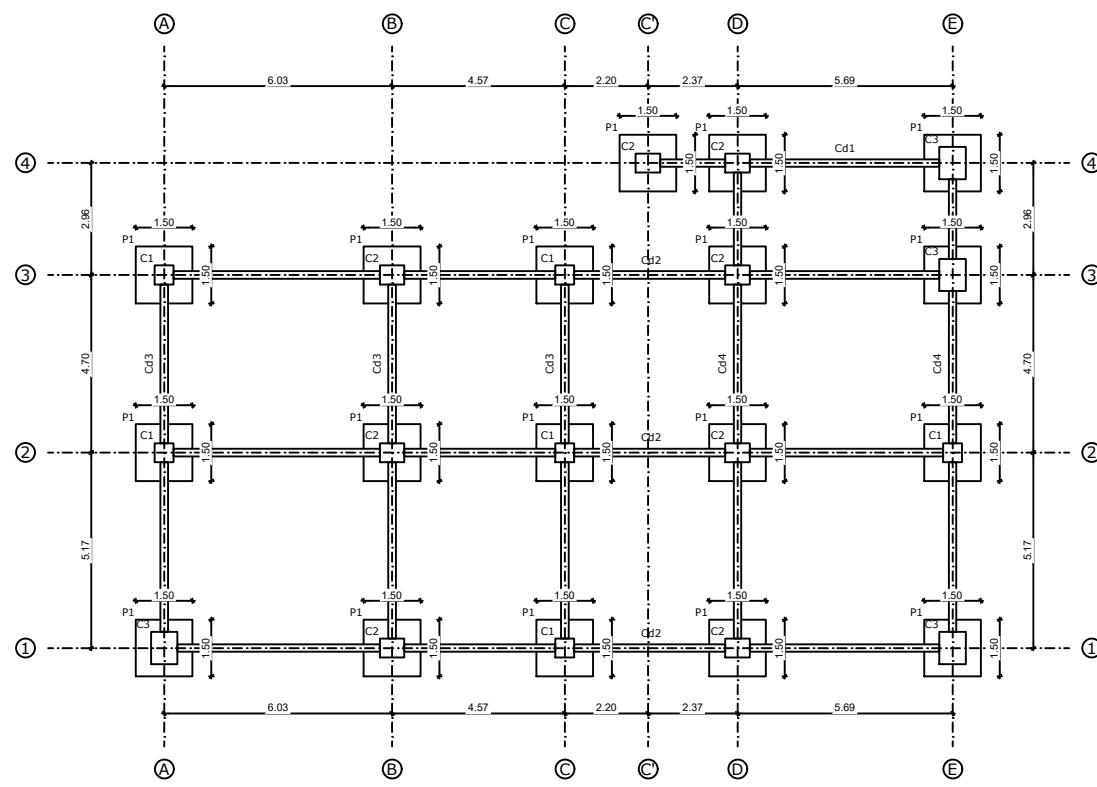 A B C C' D E
6.03 4.57 2.20 2.37 5.69
1.50 1.50 1.50
P1 P1 P1
C2 C2 Cd1 C3
4 1.50 1.50 1.50 4
2.96 2.96
1.50 1.50 1.50 1.50 1.50
P1 P1 P1 P1 P1
C1 C2 C1 C2 C3
3 1.50 1.50 1.50 Cd2 1.50 1.50 3
4.70 Cd3 Cd3 Cd3 Cd4 Cd4 4.70
1.50 1.50 1.50 1.50 1.50
P1 P1 P1 P1 P1
C1 C2 C1 C2 C1
2 1.50 1.50 1.50 Cd2 1.50 1.50 2
5.17 5.17
1.50 1.50 1.50 1.50 1.50
P1 P1 P1 P1 P1
C3 C2 C1 C2 C3
1 1.50 1.50 1.50 Cd2 1.50 1.50 1
6.03 4.57 2.20 2.37 5.69
A B C C' D E